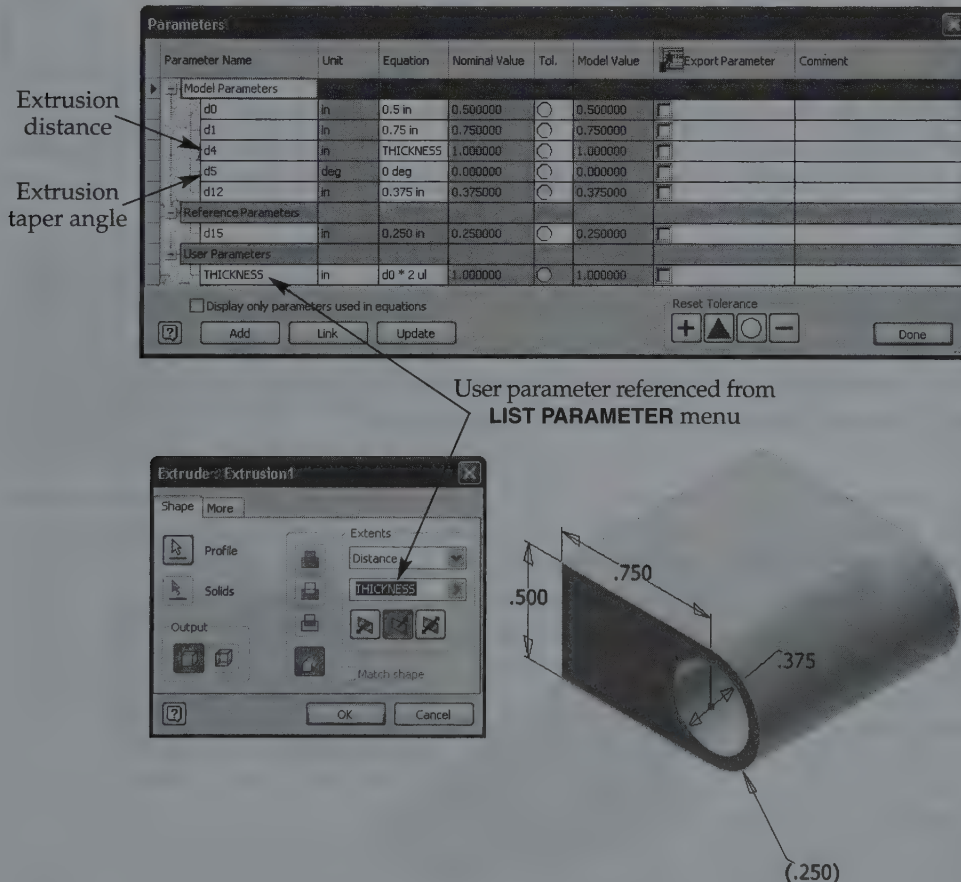 Parameters
Parameter Name Unit Equation Nominal Value Tol. Model Value Export Parameter Comment
Model Parameters
d0 in 0.5 in 0.500000 0.500000
d1 in 0.75 in 0.750000 0.750000
d4 in THICKNESS 1.000000 1.000000
d5 deg 0 deg 0.000000 0.000000
d12 in 0.375 in 0.375000 0.375000
Reference Parameters
d15 in 0.250 in 0.250000 0.250000
User Parameters
THICKNESS in d0 * 2 ul 1.000000 1.000000
Display only parameters used in equations
Reset Tolerance
? Add Link Update + − Done
Extrusion
distance
Extrusion
taper angle
User parameter referenced from
LIST PARAMETER menu
Extrude : Extrusion1
Shape More
Profile
Solids
Output
Extents
Distance
THICKNESS
Match shape
? OK Cancel
.750
.500
.375
(.250)